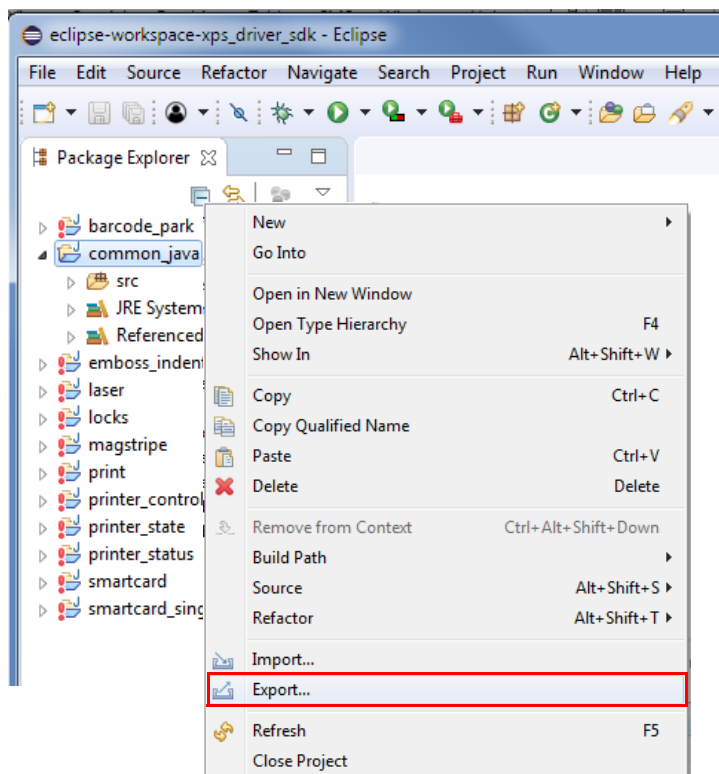 eclipse-workspace-xps_driver_sdk - Eclipse
File Edit Source Refactor Navigate Search Project Run Window Help
Package Explorer
barcode_park
common_java
src
JRE System
Referenced
emboss_indent
laser
locks
magstripe
print
printer_control
printer_state
printer_status
smartcard
smartcard_sing
New
Go Into
Open in New Window
Open Type Hierarchy F4
Show In Alt+Shift+W
Copy Ctrl+C
Copy Qualified Name
Paste Ctrl+V
Delete Delete
Remove from Context Ctrl+Alt+Shift+Down
Build Path
Source Alt+Shift+S
Refactor Alt+Shift+T
Import...
Export...
Refresh F5
Close Project